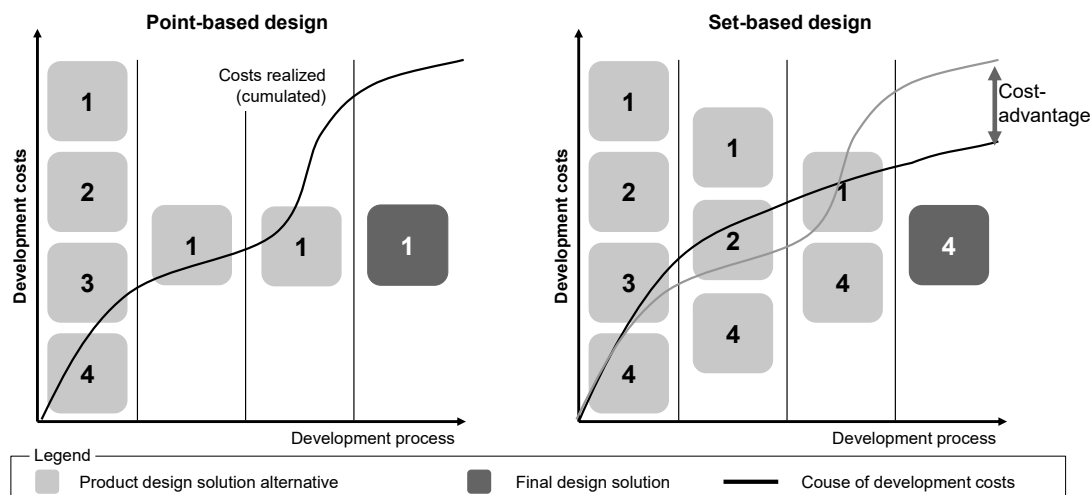 Point-based design
Development costs
Costs realized
(cumulated)
1
2
3
4
1
1
1
Development process
Set-based design
Development costs
Cost-
advantage
1
2
3
4
1
2
4
1
4
4
Development process
Legend
Product design solution alternative
Final design solution
Couse of development costs